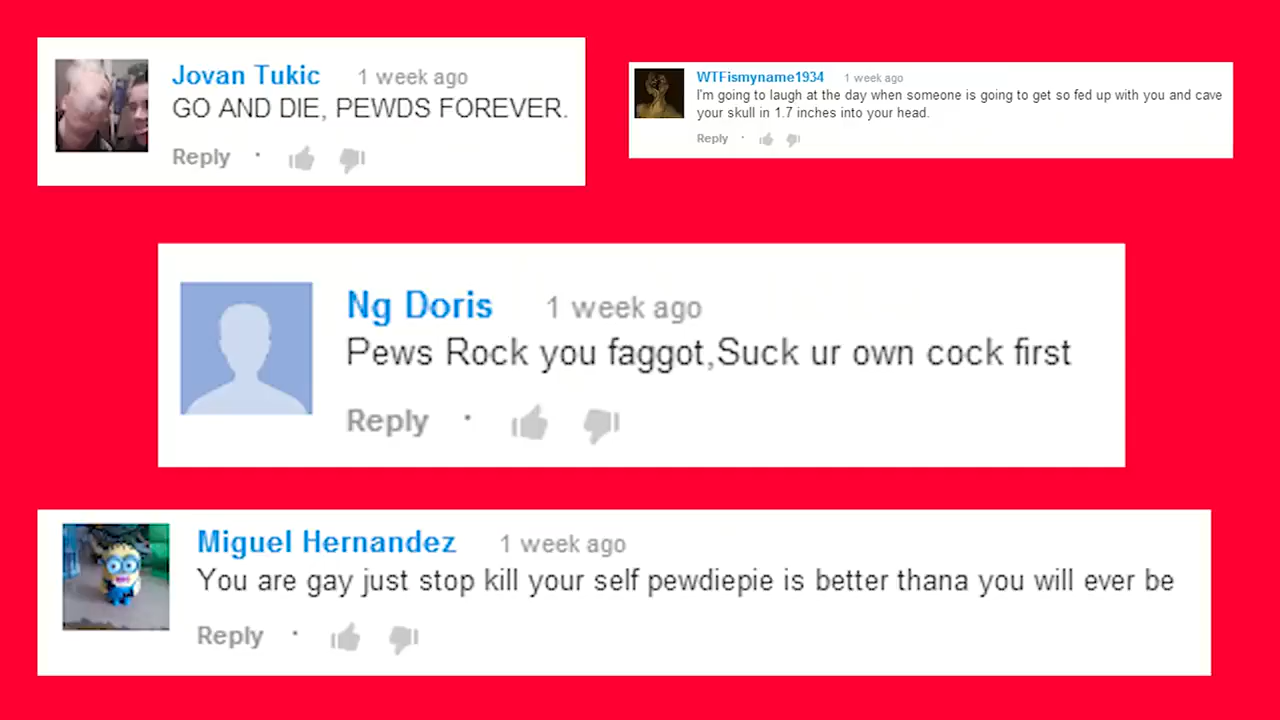 Jovan Tukic 1 week ago
GO AND DIE, PEWDS FOREVER.
Reply ·
WTFismyname1934 1 week ago
I'm going to laugh at the day when someone is going to get so fed up with you and cave
your skull in 1.7 inches into your head.
Reply ·
Ng Doris 1 week ago
Pews Rock you faggot,Suck ur own cock first
Reply ·
Miguel Hernandez 1 week ago
You are gay just stop kill your self pewdiepie is better thana you will ever be
Reply ·